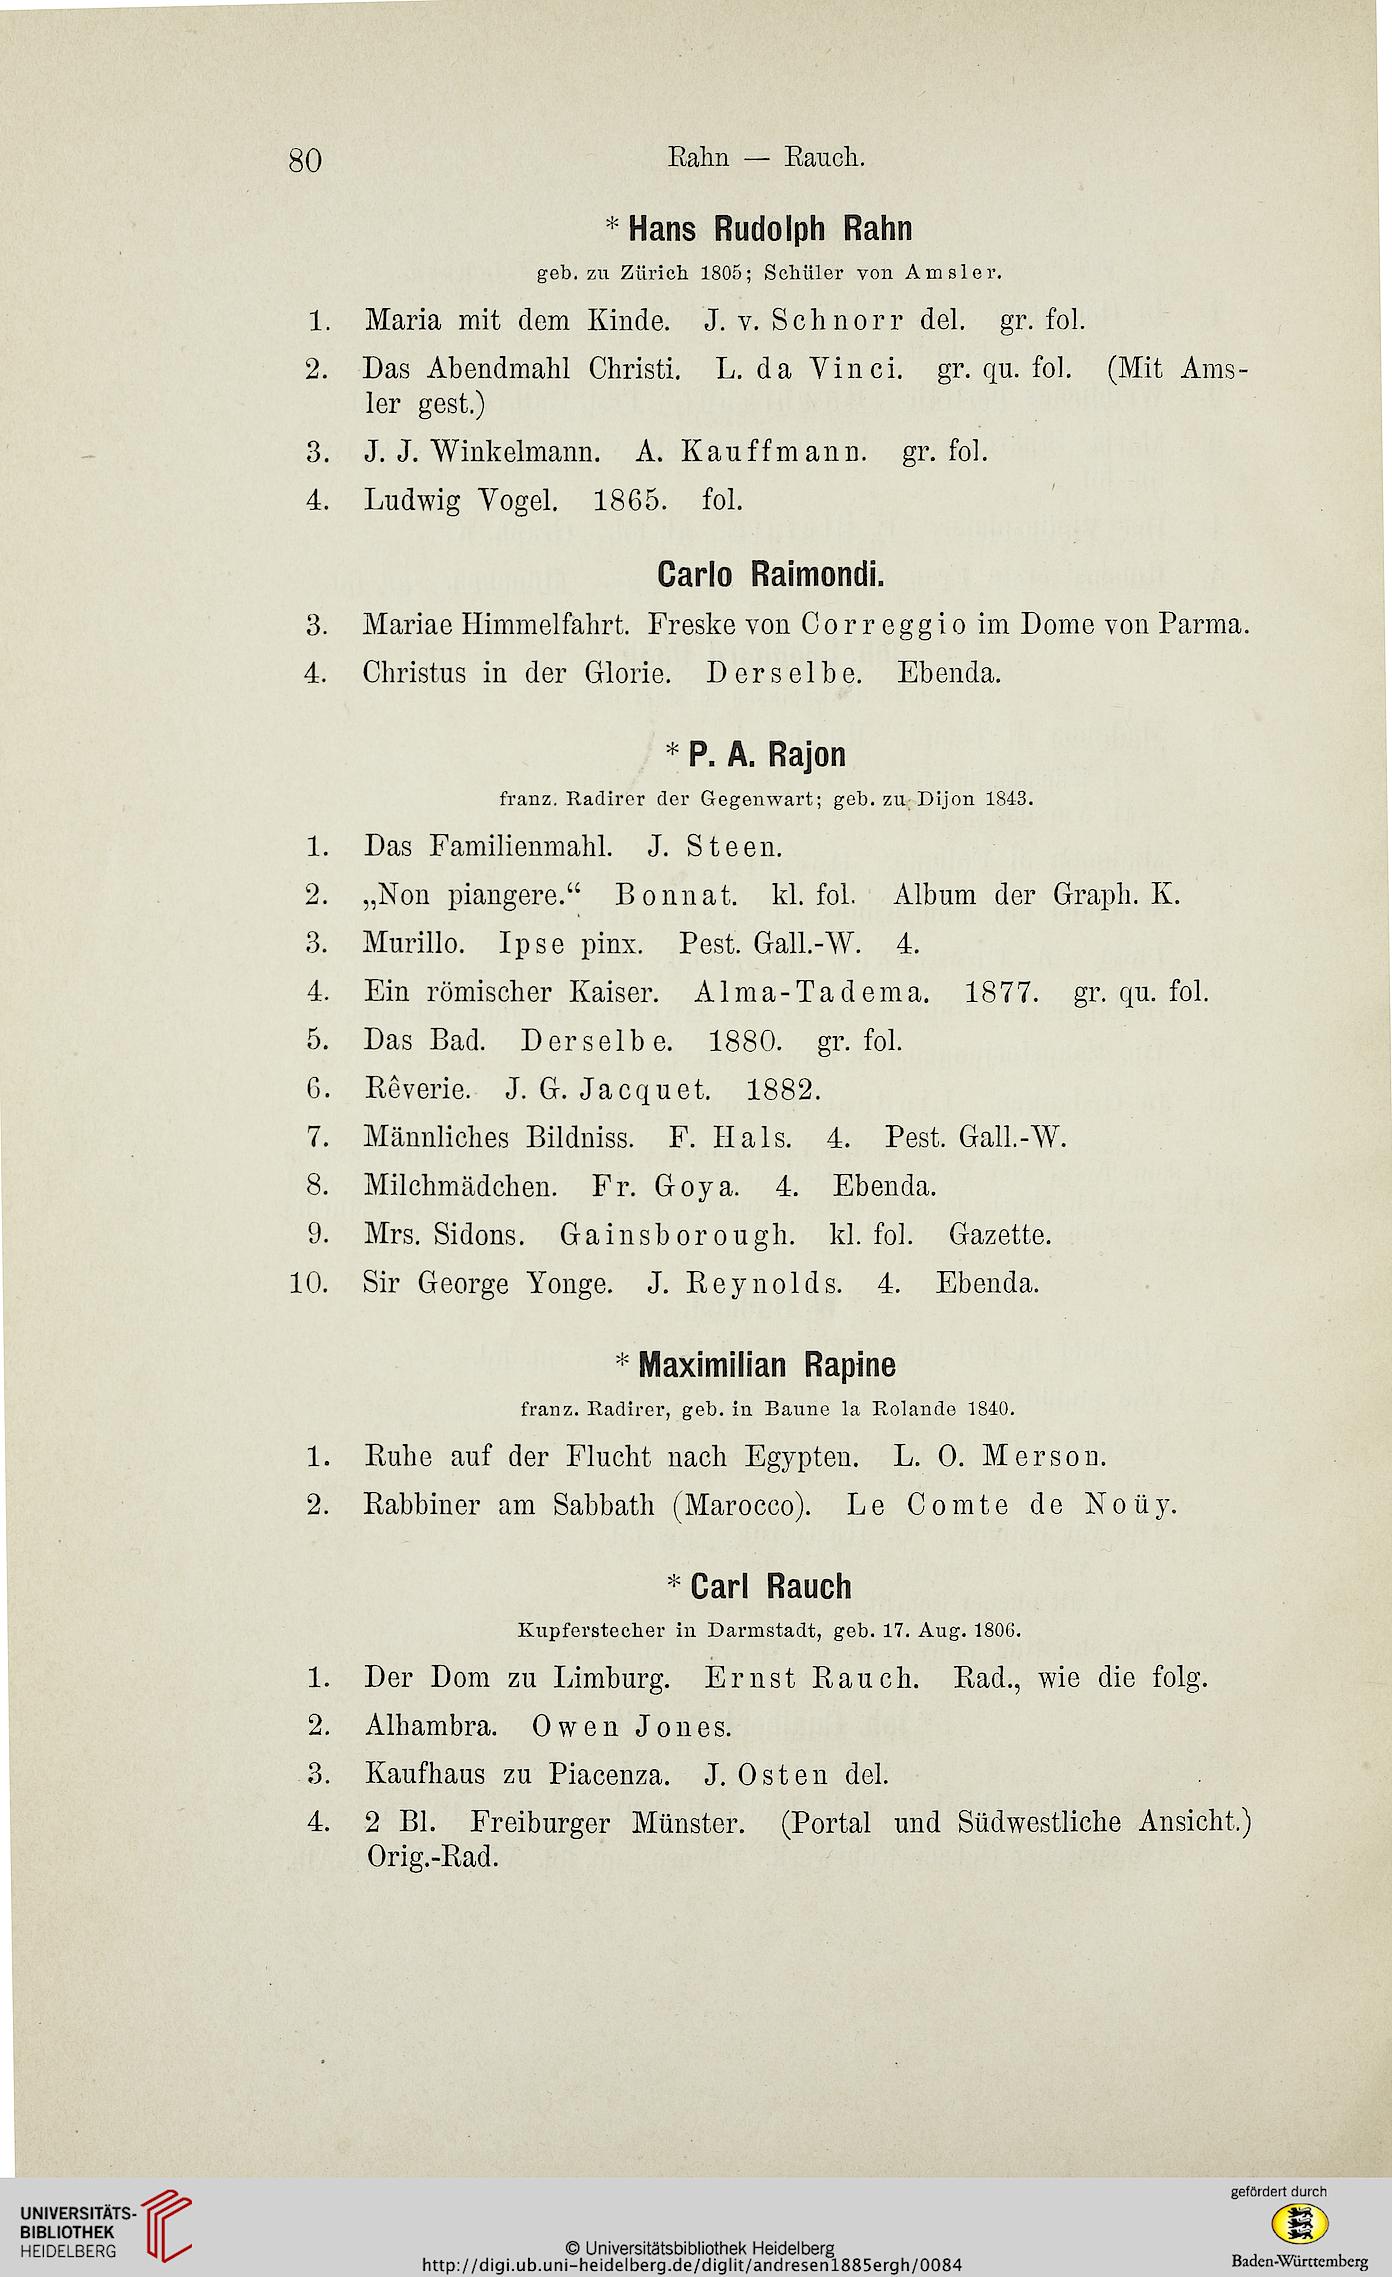 80
Rahn — Rauch.
* Hans Rudolph Rahn
geb. zu Zürich 1805; Schüler von Amsler.
1. Maria mit dem Kinde. J. v. Schnorr del. gr. fol.
2. Das Abendmahl Christi. L. da Vinci. gr. qu. fol. (Mit Ams-
ler gest.)
3. J. J. Winkelmann. A. Kauffmann. gr. fol.
4. Ludwig Vogel. 1865. fol.
Carlo Raimondi.
3. Mariae Himmelfahrt. Freske von Correggio im Dome von Parma.
4. Christus in der Glorie. Derselbe. Ebenda.
* P. A. Rajon
franz. Radirer der Gegenwart; geb. zu Dijon 1843.
1. Das Familienmahl. J. Steen.
2. „Non piangere.“ Bonnat. kl. fol. Album der Graph. K.
3. Murillo. Ipse pinx. Pest. Gall.-W. 4.
4. Ein römischer Kaiser. Alma-Tadema. 1877. gr. qu. fol.
5. Das Bad. Derselbe. 1880. gr. fol.
6. Rêverie. J. G. Jacquet. 1882.
7. Männliches Bildniss. F. Hals. 4. Pest. Gall.-W.
8. Milchmädchen. Fr. Goya. 4. Ebenda.
9. Mrs. Sidons. Gainsborough. kl. fol. Gazette.
10. Sir George Yonge. J. Reynolds. 4. Ebenda.
* Maximilian Rapine
franz. Radirer, geb. in Baune la Rolande 1840.
1. Ruhe auf der Flucht nach Egypten. L. O. Merson.
2. Rabbiner am Sabbath (Marocco). Le Comte de Noüy.
* Carl Rauch
Kupferstecher in Darmstadt, geb. 17. Aug. 1806.
1. Der Dom zu Limburg. Ernst Rauch. Rad., wie die folg.
2. Alhambra. Owen Jones.
3. Kaufhaus zu Piacenza. J. Osten del.
4. 2 Bl. Freiburger Münster. (Portal und Südwestliche Ansicht.)
Orig.-Rad.
UNIVERSITÄTS-
BIBLIOTHEK
HEIDELBERG
© Universitätsbibliothek Heidelberg
http://digi.ub.uni-heidelberg.de/diglit/andresen1885ergh/0084
gefördert durch
Baden-Württemberg